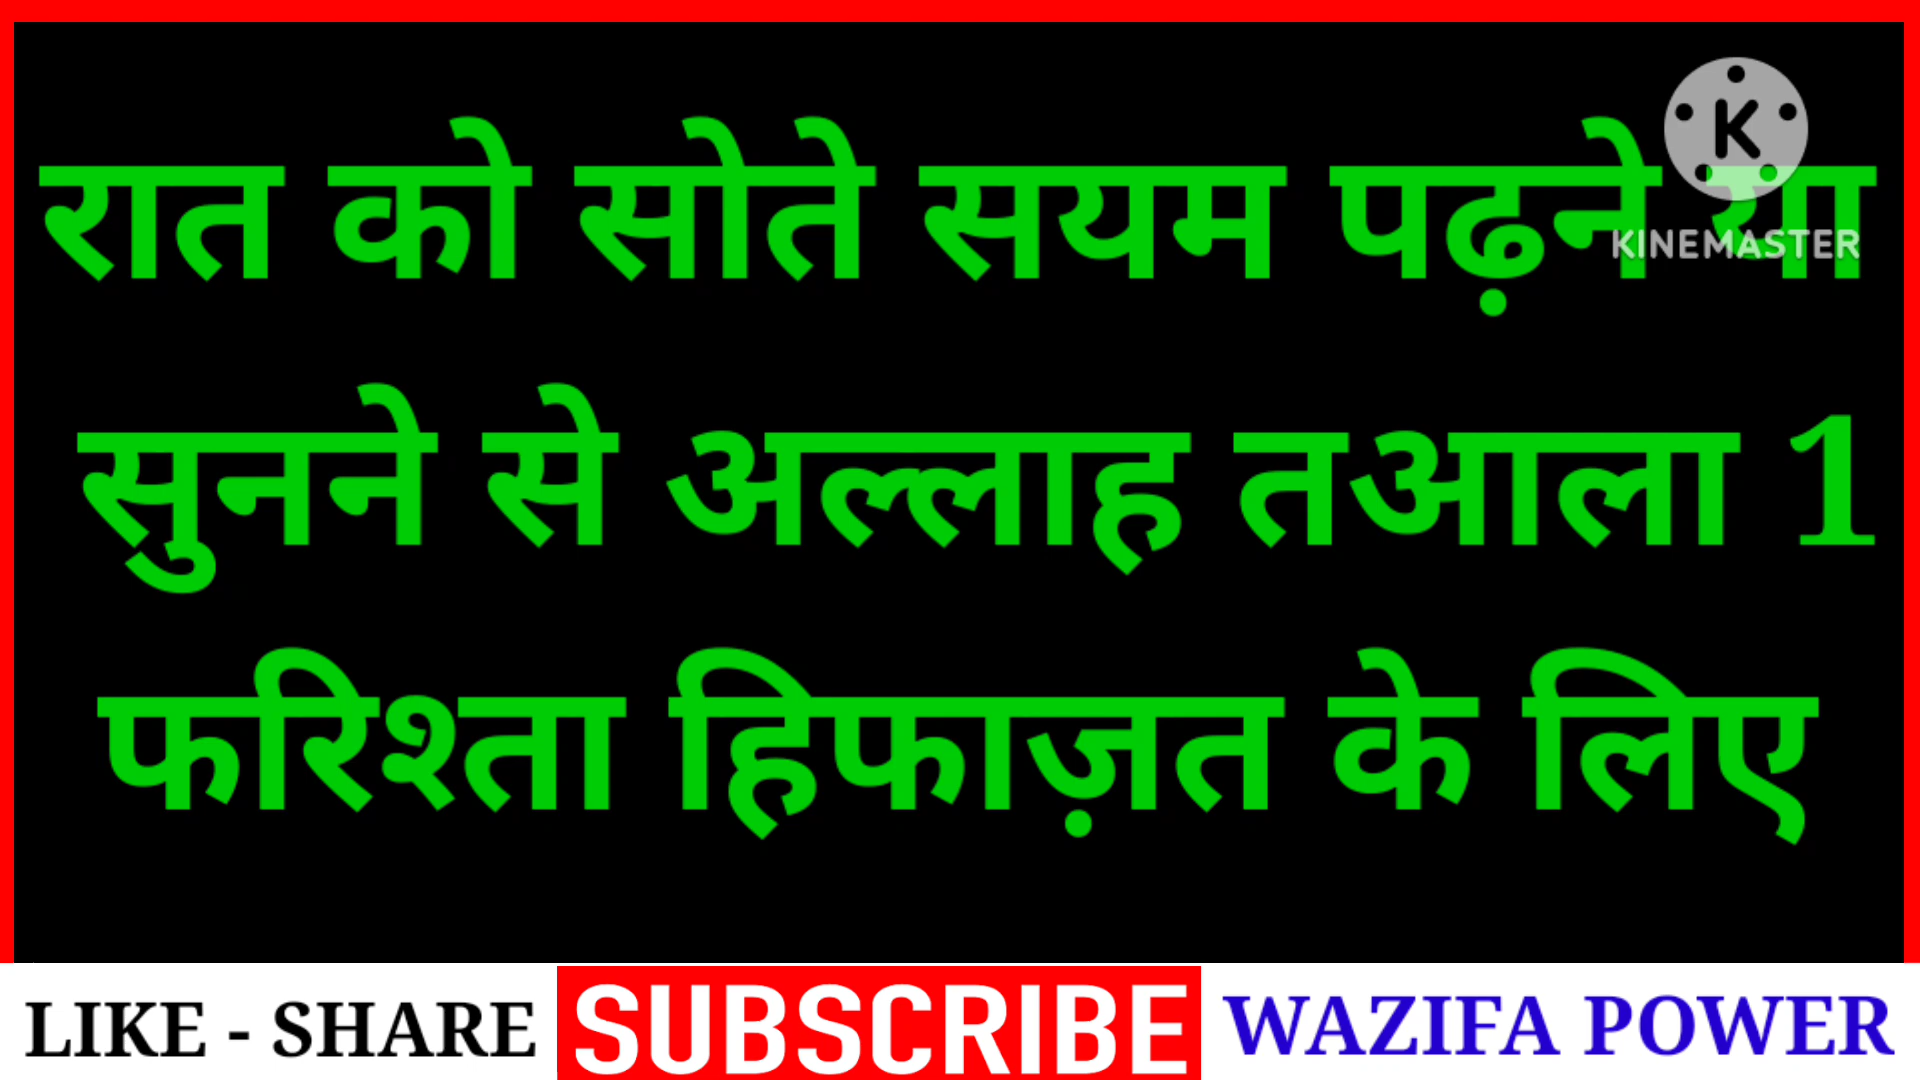 रात को सोते सयम पढ़ने या
सुनने से अल्लाह तआला 1
फरिश्ता हिफाज़त के लिए
K
KINEMASTER
LIKE - SHARE SUBSCRIBE WAZIFA POWER